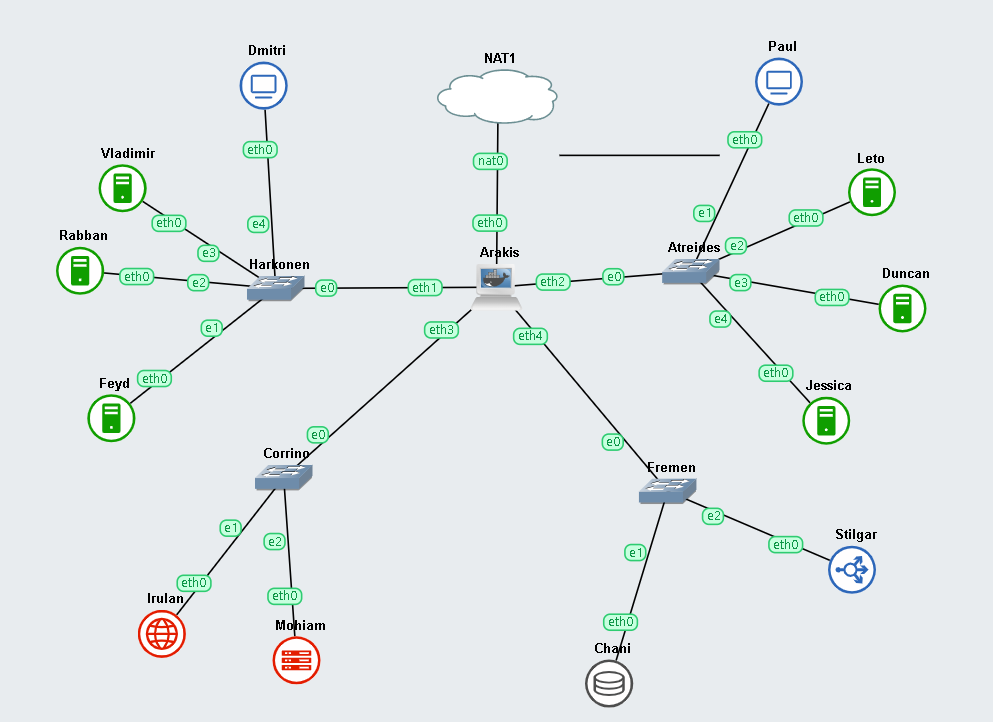 Dmitri
NAT1
Paul
eth0
eth0
nat0
Vladimir
Leto
eth0
e4
eth0
e1
eth0
Rabban
e3
Arakis
Atreides
e2
eth0
e2
Harkonen
e0
eth1
eth2
e0
e3
Duncan
eth0
e1
eth3
eth4
e4
Feyd
eth0
eth0
Jessica
e0
e0
Corrino
Fremen
e1
e2
e2
e1
Stilgar
eth0
eth0
eth0
Irulan
Mohiam
eth0
Chani